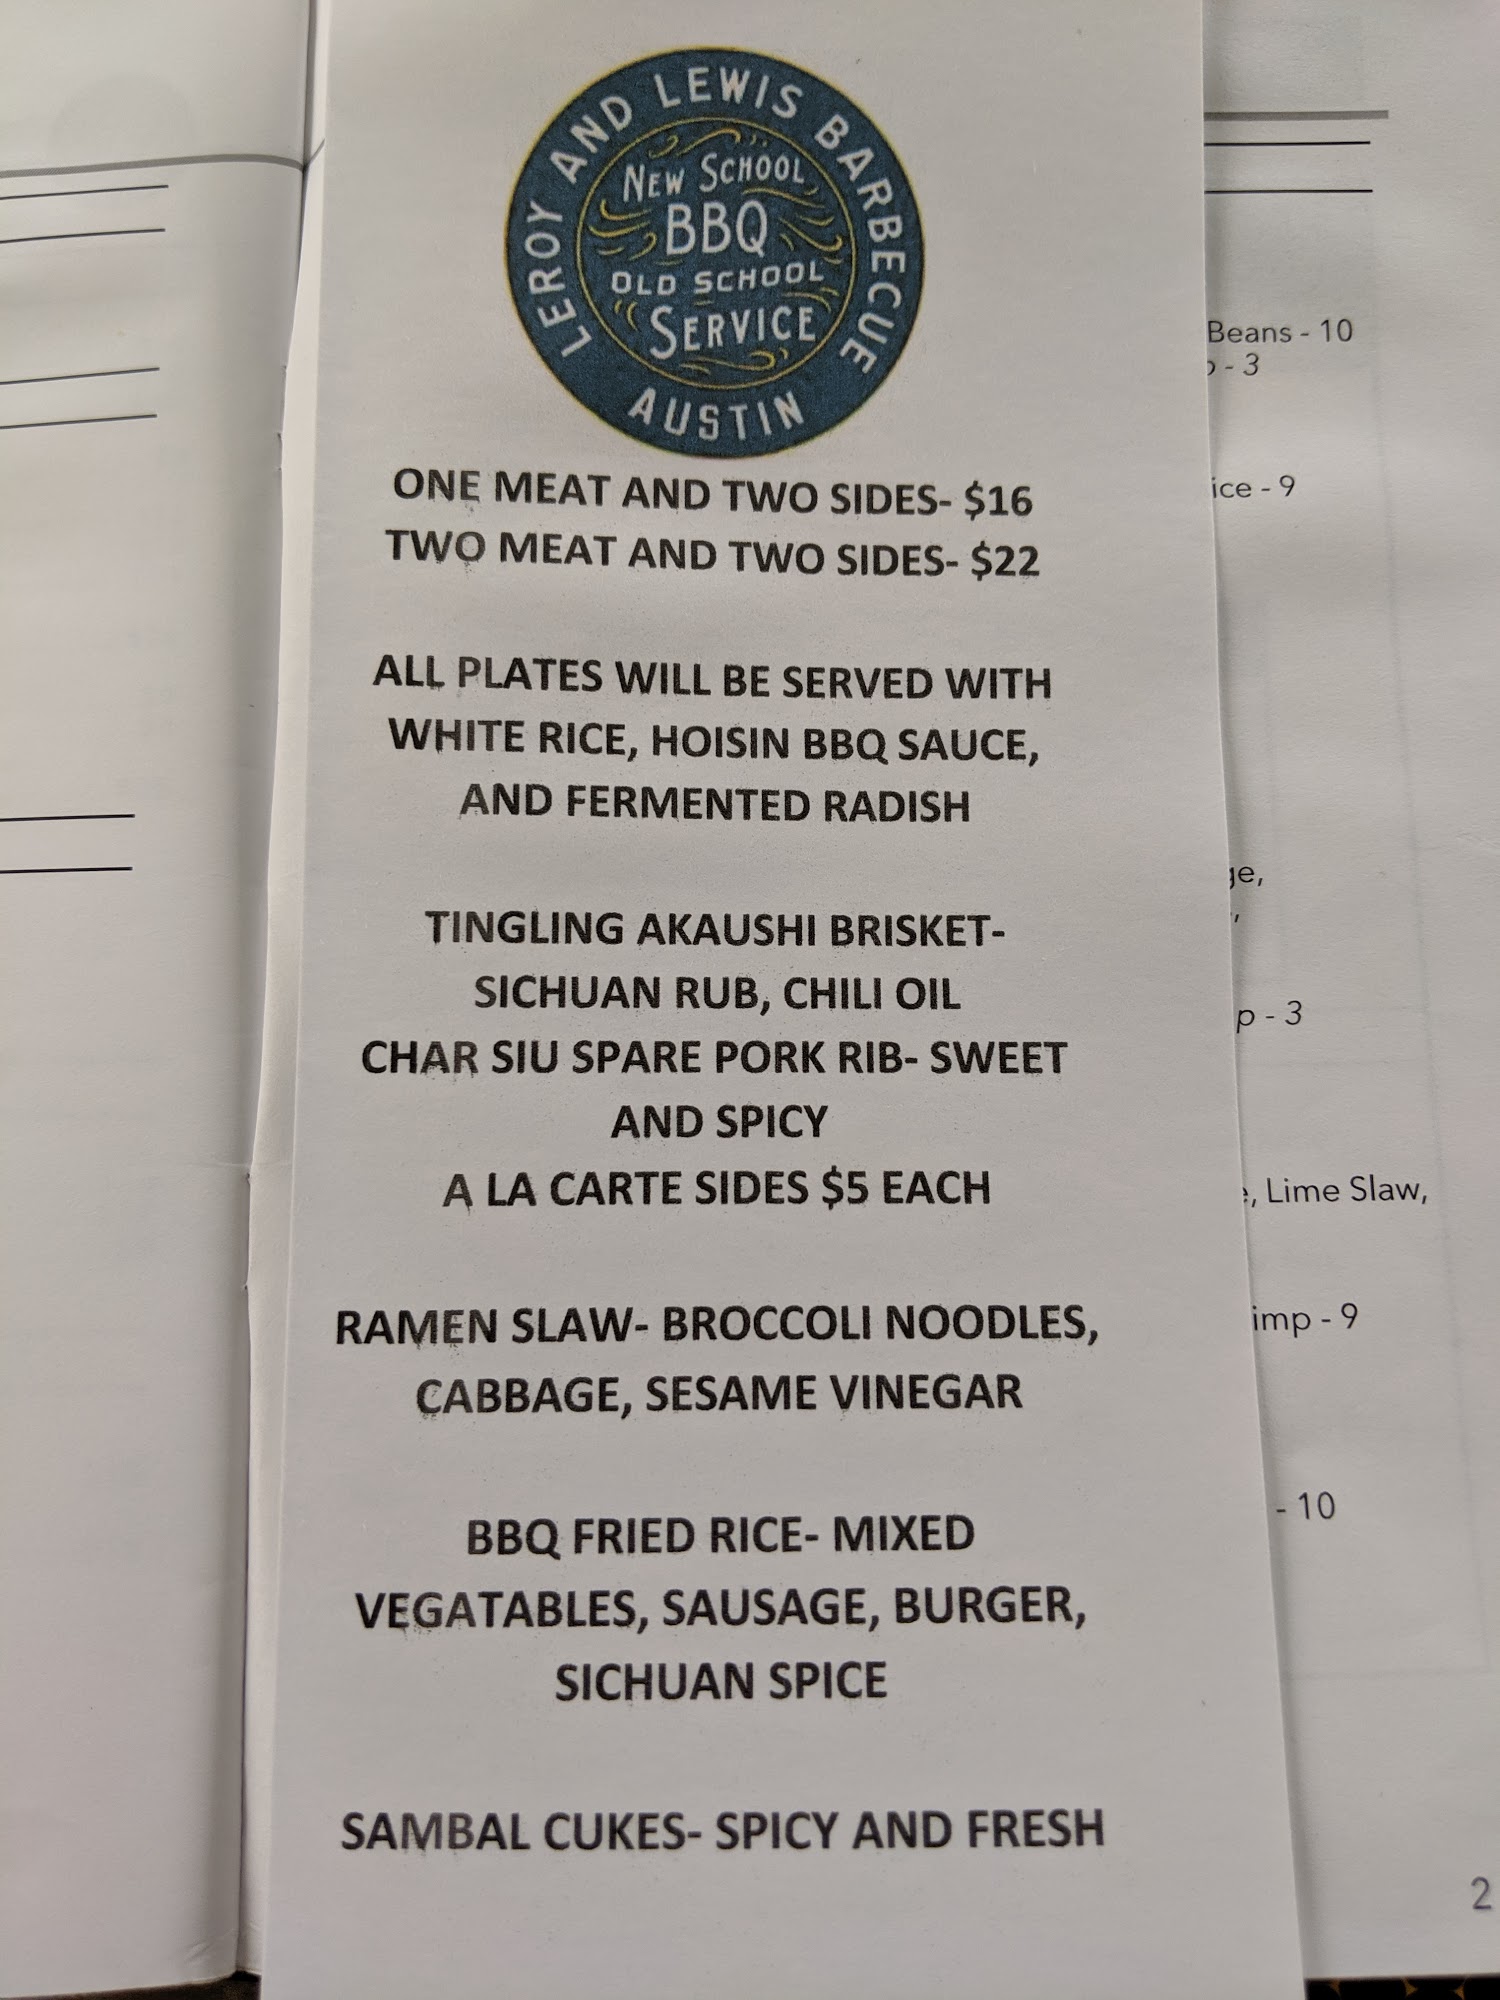 LEROY AND LEWIS BARBECUE
NEW SCHOOL
BBQ
OLD SCHOOL
SERVICE
AUSTIN
ONE MEAT AND TWO SIDES- $16
TWO MEAT AND TWO SIDES- $22
ALL PLATES WILL BE SERVED WITH
WHITE RICE, HOISIN BBQ SAUCE,
AND FERMENTED RADISH
TINGLING AKAUSHI BRISKET-
SICHUAN RUB, CHILI OIL
CHAR SIU SPARE PORK RIB- SWEET
AND SPICY
A LA CARTE SIDES $5 EACH
RAMEN SLAW- BROCCOLI NOODLES,
CABBAGE, SESAME VINEGAR
BBQ FRIED RICE- MIXED
VEGATABLES, SAUSAGE, BURGER,
SICHUAN SPICE
SAMBAL CUKES- SPICY AND FRESH
Beans - 10
- 3
ice - 9
p - 3
, Lime Slaw,
imp - 9
- 10
2